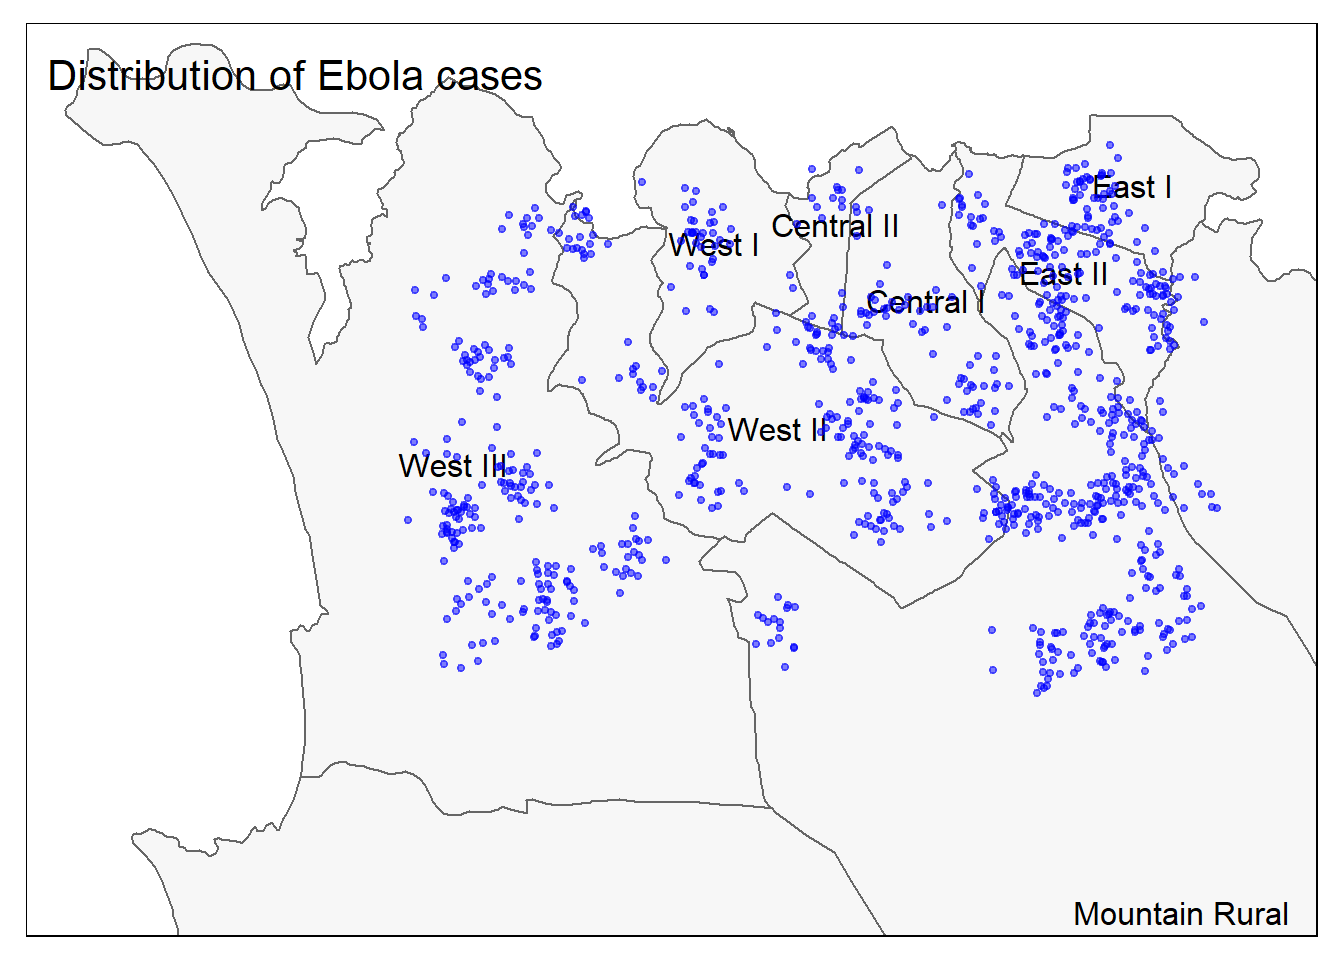 Distribution of Ebola cases
East I
Central II
West I
East II
Central I
West II
West III
Mountain Rural